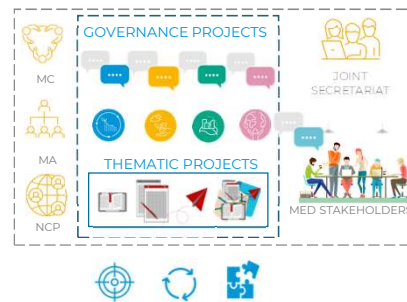 GOVERNANCE PROJECTS
MC
JOINT
SECRETARIAT
MA
THEMATIC PROJECTS
NCP
MED STAKEHOLDERS